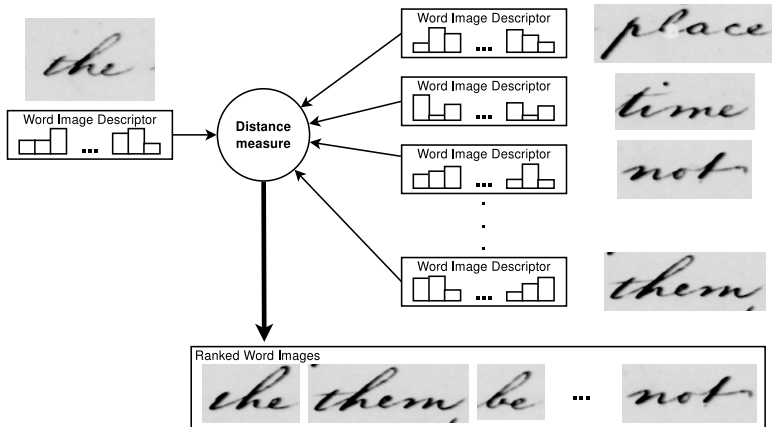 the
Word Image Descriptor
...
Distance
measure
Word Image Descriptor
...
place
Word Image Descriptor
...
time
Word Image Descriptor
...
not
Word Image Descriptor
...
them,
Ranked Word Images
them, be ... not